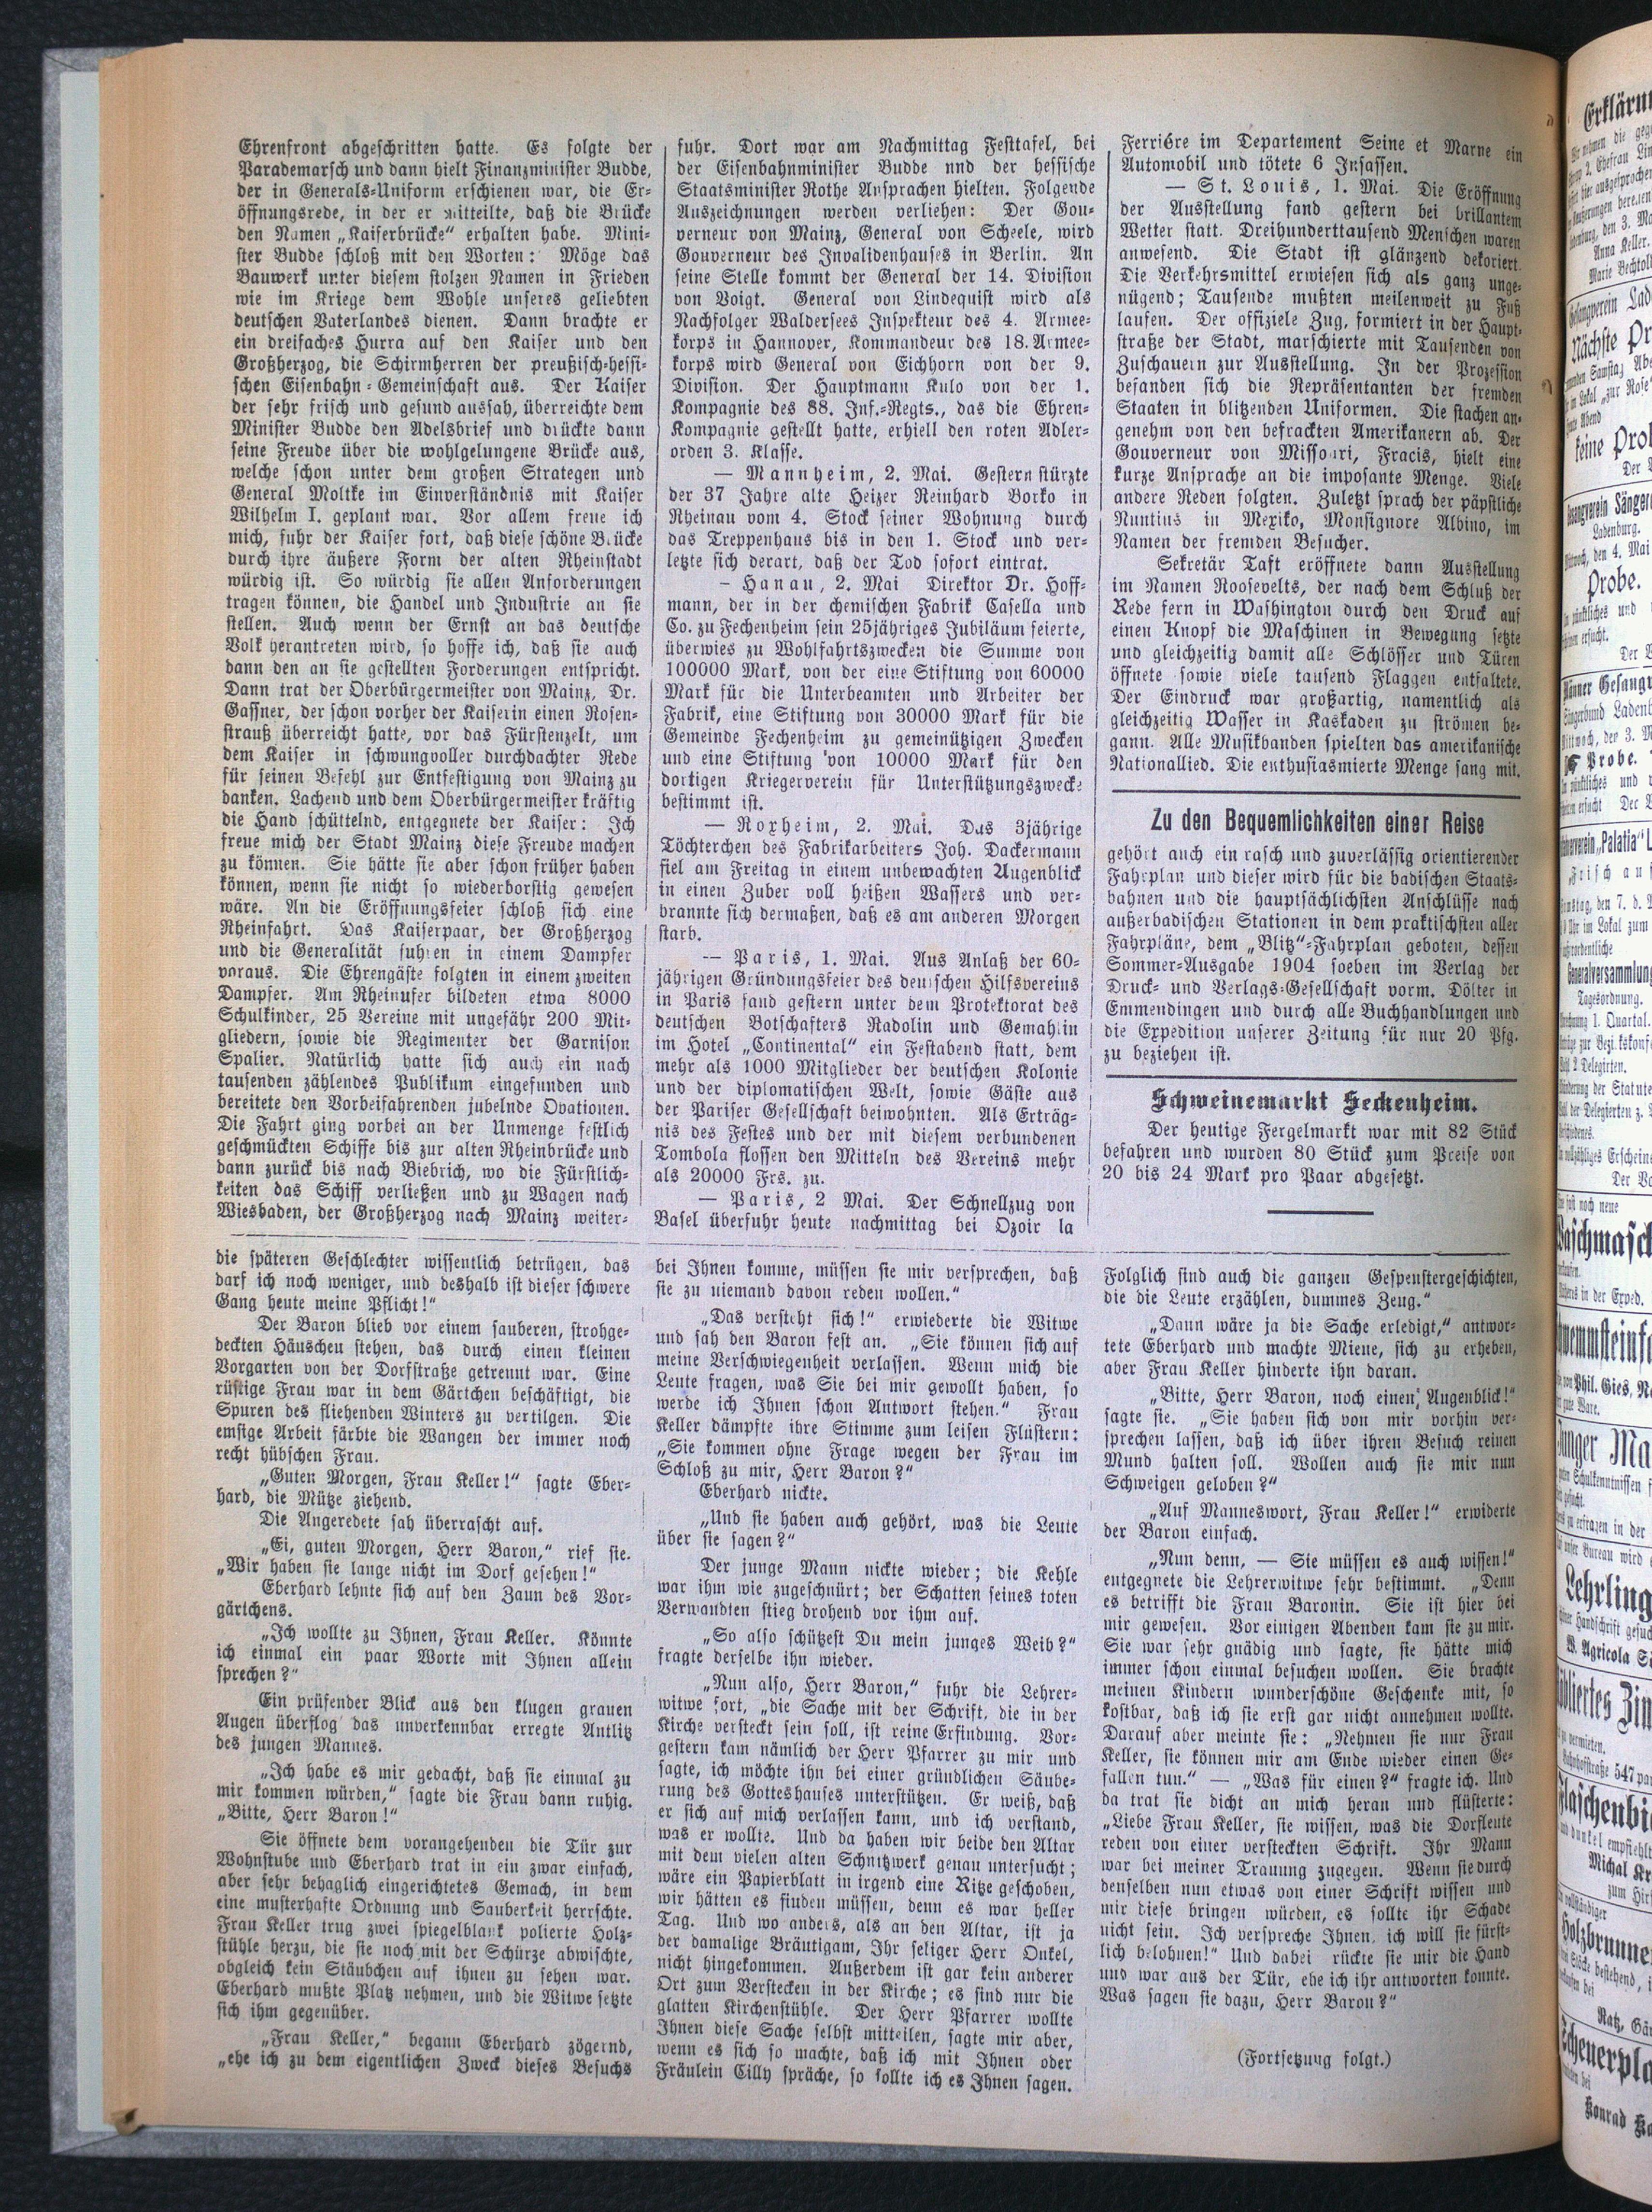 Ehrenfront abgeschritten hatte. Es folgte der
Parademarsch und dann hielt Finanzminister Budde,
der in Generals-Uniform erschienen war, die Er-
öffnungsrede, in der er mitteilte, daß die Brücke
den Namen „Kaiserbrücke“ erhalten habe. Mini-
ster Budde schloß mit den Worten: Möge das
Bauwerk unter diesem stolzen Namen in Frieden
wie im Kriege dem Wohle unseres geliebten
deutschen Vaterlandes dienen. Dann brachte er
ein dreifaches Hurra auf den Kaiser und den
Großherzog, die Schirmherren der preußisch-hessi-
schen Eisenbahn-Gemeinschaft aus. Der Kaiser
der sehr frisch und gesund aussah, überreichte dem
Minister Budde den Adelsbrief und drückte dann
seine Freude über die wohlgelungene Brücke aus,
welche schon unter dem großen Strategen und
General Moltke im Einverständnis mit Kaiser
Wilhelm I. geplant war. Vor allem freue ich
mich, fuhr der Kaiser fort, daß diese schöne Brücke
durch ihre äußere Form der alten Rheinstadt
würdig ist. So würdig sie allen Anforderungen
tragen können, die Handel und Industrie an sie
stellen. Auch wenn der Ernst an das deutsche
Volk herantreten wird, so hoffe ich, daß sie auch
dann den an sie gestellten Forderungen entspricht.
Dann trat der Oberbürgermeister von Mainz, Dr.
Gassner, der schon vorher der Kaiserin einen Rosen-
strauß überreicht hatte, vor das Fürstenzelt, um
dem Kaiser in schwungvoller durchdachter Rede
für seinen Befehl zur Entfestigung von Mainz zu
danken. Lachend und dem Oberbürgermeister kräftig
die Hand schüttelnd, entgegnete der Kaiser: Ich
freue mich der Stadt Mainz diese Freude machen
zu können. Sie hätte sie aber schon früher haben
können, wenn sie nicht so wiederborstig gewesen
wäre. An die Eröffnungsfeier schloß sich eine
Rheinfahrt. Das Kaiserpaar, der Großherzog
und die Generalität fuhren in einem Dampfer
voraus. Die Ehrengäste folgten in einem zweiten
Dampfer. Am Rheinufer bildeten etwa 8000
Schulkinder, 25 Vereine mit ungefähr 200 Mit-
gliedern, sowie die Regimenter der Garnison
Spalier. Natürlich hatte sich auch ein nach
tausenden zählendes Publikum eingefunden und
bereitete den Vorbeifahrenden jubelnde Ovationen.
Die Fahrt ging vorbei an der Unmenge festlich
geschmückten Schiffe bis zur alten Rheinbrücke und
dann zurück bis nach Biebrich, wo die Fürstlich-
keiten das Schiff verließen und zu Wagen nach
Wiesbaden, der Großherzog nach Mainz weiter-
fuhr. Dort war am Nachmittag Festtafel, bei
der Eisenbahnminister Budde nnd der hessische
Staatsminister Rothe Ansprachen hielten. Folgende
Auszeichnungen werden verliehen: Der Gou-
verneur von Mainz, General von Scheele, wird
Gouverneur des Invalidenhauses in Berlin. An
seine Stelle kommt der General der 14. Division
von Voigt. General von Lindequist wird als
Nachfolger Waldersees Inspekteur des 4. Armee-
korps in Hannover, Kommandeur des 18. Armee-
korps wird General von Eichhorn von der 9.
Division. Der Hauptmann Kulo von der 1.
Kompagnie des 88. Inf.-Regts., das die Ehren-
Kompagnie gestellt hatte, erhiell den roten Adler-
orden 3. Klasse.
— Mannheim, 2. Mai. Gestern stürzte
der 37 Jahre alte Heizer Reinhard Borko in
Rheinau vom 4. Stock seiner Wohnung durch
das Treppenhaus bis in den 1. Stock und ver-
letzte sich derart, daß der Tod sofort eintrat.
– Hanau, 2. Mai Direktor Dr. Hoff-
mann, der in der chemischen Fabrik Casella und
Co. zu Fechenheim sein 25jähriges Jubiläum feierte,
überwies zu Wohlfahrtszwecken die Summe von
100000 Mark, von der eine Stiftung von 60000
Mark für die Unterbeamten und Arbeiter der
Fabrik, eine Stiftung von 30000 Mark für die
Gemeinde Fechenheim zu gemeinützigen Zwecken
und eine Stiftung von 10000 Mark für den
dortigen Kriegerverein für Unterstützungszwecke
bestimmt ist.
— Roxheim, 2. Mai. Das 3jährige
Töchterchen des Fabrikarbeiters Joh. Dackermann
fiel am Freitag in einem unbewachten Augenblick
in einen Zuber voll heißen Wassers und ver-
brannte sich dermaßen, daß es am anderen Morgen
starb.
— Paris, 1. Mai. Aus Anlaß der 60-
jährigen Gründungsfeier des deutschen Hilfsvereins
in Paris fand gestern unter dem Protektorat des
deutschen Botschafters Radolin und Gemahlin
im Hotel „Continental“ ein Festabend statt, dem
mehr als 1000 Mitglieder der deutschen Kolonie
und der diplomatischen Welt, sowie Gäste aus
der Pariser Gesellschaft beiwohnten. Als Erträg-
nis des Festes und der mit diesem verbundenen
Tombola flossen den Mitteln des Vereins mehr
als 20000 Frs. zu.
— Paris, 2 Mai. Der Schnellzug von
Basel überfuhr heute nachmittag bei Ozoir la
Ferriére im Departement Seine et Marne ein
Automobil und tötete 6 Insassen.
— St. Louis, 1. Mai. Die Eröffnung
der Ausstellung fand gestern bei brillantem
Wetter statt. Dreihunderttausend Menschen waren
anwesend. Die Stadt ist glänzend dekoriert.
Die Verkehrsmittel erwiesen sich als ganz unge-
nügend; Tausende mußten meilenweit zu Fuß
laufen. Der offiziele Zug, formiert in der Haupt-
straße der Stadt, marschierte mit Tausenden von
Zuschauern zur Ausstellung. In der Prozession
befanden sich die Repräsentanten der fremden
Staaten in blitzenden Uniformen. Die stachen an-
genehm von den befrackten Amerikanern ab. Der
Gouverneur von Missouri, Fracis, hielt eine
kurze Ansprache an die imposante Menge. Viele
andere Reden folgten. Zuletzt sprach der päpstliche
Nuntius in Mexiko, Monsignore Albino, im
Namen der fremden Besucher.
Sekretär Taft eröffnete dann Ausstellung
im Namen Roosevelts, der nach dem Schluß der
Rede fern in Washington durch den Druck auf
einen Knopf die Maschinen in Bewegung setzte
und gleichzeitig damit alle Schlösser und Türen
öffnete sowie viele tausend Flaggen entfaltete.
Der Eindruck war großartig, namentlich als
gleichzeitig Wasser in Kaskaden zu strömen be-
gann. Alle Musikbanden spielten das amerikanische
Nationallied. Die enthusiasmierte Menge sang mit.
Zu den Bequemlichkeiten einer Reise
gehört auch ein rasch und zuverlässig orientierender
Fahrplan und dieser wird für die badischen Staats-
bahnen und die hauptsächlichsten Anschlüsse nach
außerbadischen Stationen in dem praktischsten aller
Fahrpläne, dem „Blitz“-Fahrplan geboten, dessen
Sommer-Ausgabe 1904 soeben im Verlag der
Druck- und Verlags-Gesellschaft vorm. Dölter in
Emmendingen und durch alle Buchhandlungen und
die Expedition unserer Zeitung für nur 20 Pfg.
zu beziehen ist.
Schweinemarkt Seckenheim.
Der heutige Fergelmarkt war mit 82 Stück
befahren und wurden 80 Stück zum Preise von
20 bis 24 Mark pro Paar abgesetzt.
die späteren Geschlechter wissentlich betrügen, das
darf ich noch weniger, und deshalb ist dieser schwere
Gang heute meine Pflicht!“
Der Baron blieb vor einem sauberen, strohge-
deckten Häuschen stehen, das durch einen kleinen
Vorgarten von der Dorfstraße getrennt war. Eine
rüstige Frau war in dem Gärtchen beschäftigt, die
Spuren des fliehenden Winters zu vertilgen. Die
emsige Arbeit färbte die Wangen der immer noch
recht hübschen Frau.
„Guten Morgen, Frau Keller!“ sagte Eber-
hard, die Mütze ziehend.
Die Angeredete sah überrascht auf.
„Ei, guten Morgen, Herr Baron,“ rief sie.
„Wir haben sie lange nicht im Dorf gesehen!“
Eberhard lehnte sich auf den Zaun des Vor-
gärtchens.
„Ich wollte zu Ihnen, Frau Keller. Könnte
ich einmal ein paar Worte mit Ihnen allein
sprechen?“
Ein prüfender Blick aus den klugen grauen
Augen überflog das unverkennbar erregte Antlitz
des jungen Mannes.
„Ich habe es mir gedacht, daß sie einmal zu
mir kommen würden,“ sagte die Frau dann ruhig.
„Bitte, Herr Baron!“
Sie öffnete dem vorangehenden die Tür zur
Wohnstube und Eberhard trat in ein zwar einfach,
aber sehr behaglich eingerichtetes Gemach, in dem
eine musterhafte Ordnung und Sauberkeit herrschte.
Frau Keller trug zwei spiegelblank polierte Holz-
stühle herzu, die sie noch mit der Schürze abwischte,
obgleich kein Stäubchen auf ihnen zu sehen war.
Eberhard mußte Platz nehmen, und die Witwe setzte
sich ihm gegenüber.
„Frau Keller,“ begann Eberhard zögernd,
„ehe ich zu dem eigentlichen Zweck dieses Besuchs
bei Ihnen komme, müssen sie mir versprechen, daß
sie zu niemand davon reden wollen.“
„Das versteht sich!“ erwiederte die Witwe
und sah den Baron fest an. „Sie können sich auf
meine Verschwiegenheit verlassen. Wenn mich die
Leute fragen, was Sie bei mir gewollt haben, so
werde ich Ihnen schon Antwort stehen.“ Frau
Keller dämpfte ihre Stimme zum leisen Flüstern:
„Sie kommen ohne Frage wegen der Frau im
Schloß zu mir, Herr Baron?“
Eberhard nickte.
„Und sie haben auch gehört, was die Leute
über sie sagen?“
Der junge Mann nickte wieder; die Kehle
war ihm wie zugeschnürt; der Schatten seines toten
Verwandten stieg drohend vor ihm auf.
„So also schützest Du mein junges Weib?“
fragte derselbe ihn wieder.
„Nun also, Herr Baron,“ fuhr die Lehrer-
witwe fort, „die Sache mit der Schrift, die in der
Kirche versteckt sein soll, ist reine Erfindung. Vor-
gestern kam nämlich der Herr Pfarrer zu mir und
sagte, ich möchte ihn bei einer gründlichen Säube-
rung des Gotteshauses unterstützen. Er weiß, daß
er sich auf mich verlassen kann, und ich verstand,
was er wollte. Und da haben wir beide den Altar
mit dem vielen alten Schnitzwerk genau untersucht;
wäre ein Papierblatt in irgend eine Ritze geschoben,
wir hätten es finden müssen, denn es war heller
Tag. Und wo anders, als an den Altar, ist ja
der damalige Bräutigam, Ihr seliger Herr Onkel,
nicht hingekommen. Außerdem ist gar kein anderer
Ort zum Verstecken in der Kirche; es sind nur die
glatten Kirchenstühle. Der Herr Pfarrer wollte
Ihnen diese Sache selbst mitteilen, sagte mir aber,
wenn es sich so machte, daß ich mit Ihnen oder
Fräulein Cilly spräche, so sollte ich es Ihnen sagen.
Folglich sind auch die ganzen Gespenstergeschichten,
die die Leute erzählen, dummes Zeug.“
„Dann wäre ja die Sache erledigt,“ antwor-
tete Eberhard und machte Miene, sich zu erheben,
aber Frau Keller hinderte ihn daran.
„Bitte, Herr Baron, noch einen Augenblick!“
sagte sie. „Sie haben sich von mir vorhin ver-
sprechen lassen, daß ich über ihren Besuch reinen
Mund halten soll. Wollen auch sie mir nun
Schweigen geloben?“
„Auf Manneswort, Frau Keller!“ erwiderte
der Baron einfach.
„Nun denn, — Sie müssen es auch wissen!“
entgegnete die Lehrerwitwe sehr bestimmt. „Denn
es betrifft die Frau Baronin. Sie ist hier bei
mir gewesen. Vor einigen Abenden kam sie zu mir.
Sie war sehr gnädig und sagte, sie hätte mich
immer schon einmal besuchen wollen. Sie brachte
meinen Kindern wunderschöne Geschenke mit, so
kostbar, daß ich sie erst gar nicht annehmen wollte.
Darauf aber meinte sie: „Nehmen sie nur Frau
Keller, sie können mir am Ende wieder einen Ge-
fallen tun.“ — „Was für einen?“ fragte ich. Und
da trat sie dicht an mich heran und flüsterte:
„Liebe Frau Keller, sie wissen, was die Dorfleute
reden von einer versteckten Schrift. Ihr Mann
war bei meiner Trauung zugegen. Wenn sie durch
denselben nun etwas von einer Schrift wissen und
mir diese bringen würden, es sollte ihr Schade
nicht sein. Ich verspreche Ihnen, ich will sie fürst-
lich belohnen!“ Und dabei rückte sie mir die Hand
und war aus der Tür, ehe ich ihr antworten konnte.
Was sagen sie dazu, Herr Baron?“
(Fortsetzung folgt.)